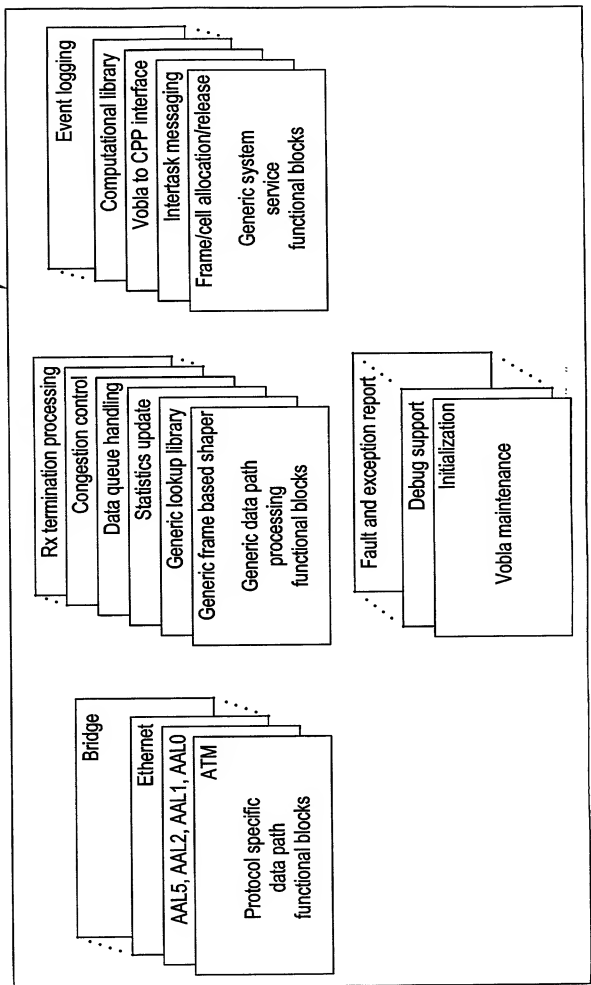 Bridge
Ethernet
AAL5, AAL2, AAL1, AAL0
ATM
Protocol specific
data path
functional blocks
Rx termination processing
Congestion control
Data queue handling
Statistics update
Generic lookup library
Generic frame based shaper
Generic data path
processing
functional blocks
Event logging
Computational library
Vobla to CPP interface
Intertask messaging
Frame/cell allocation/release
Generic system
service
functional blocks
Fault and exception report
Debug support
Initialization
Vobla maintenance